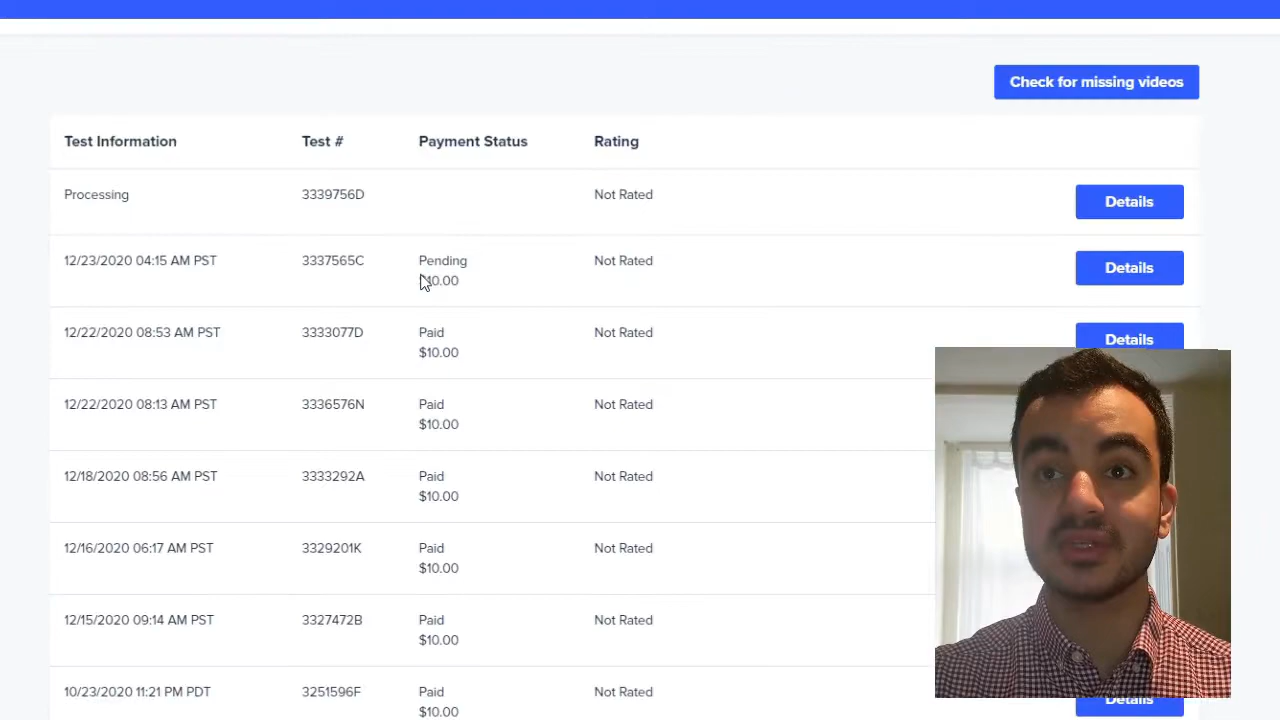 Check for missing videos
Test Information Test # Payment Status Rating
Processing 3339756D Not Rated Details
12/23/2020 04:15 AM PST 3337565C Pending Not Rated Details
$10.00
12/22/2020 08:53 AM PST 3333077D Paid Not Rated Details
$10.00
12/22/2020 08:13 AM PST 3336576N Paid Not Rated
$10.00
12/18/2020 08:56 AM PST 3333292A Paid Not Rated
$10.00
12/16/2020 06:17 AM PST 3329201K Paid Not Rated
$10.00
12/15/2020 09:14 AM PST 3327472B Paid Not Rated
$10.00
10/23/2020 11:21 PM PDT 3251596F Paid Not Rated Details
$10.00